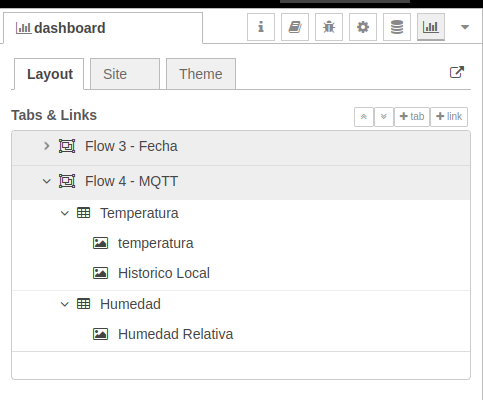 dashboard
Layout Site Theme
Tabs & Links tab link
Flow 3 - Fecha
Flow 4 - MQTT
Temperatura
temperatura
Historico Local
Humedad
Humedad Relativa